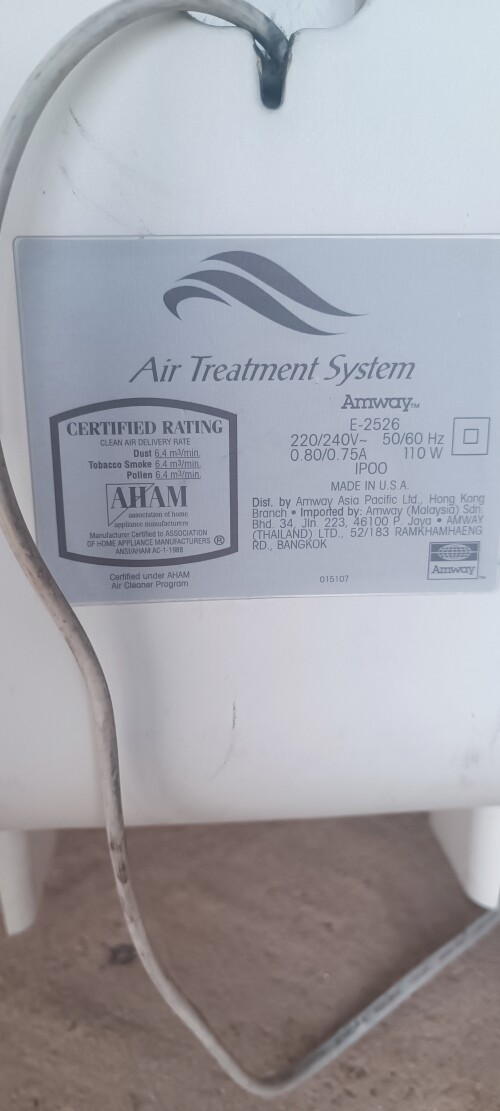 Air Treatment System
Amway™
E-2526
220/240V~ 50/60 Hz
0.80/0.75A 110 W
IPOO
MADE IN U.S.A.
Dist. by Amway Asia Pacific Ltd., Hong Kong
Branch • Imported by: Amway (Malaysia) Sdn.
Bhd. 34, Jln. 223, 46100 P. Jaya • AMWAY
(THAILAND) LTD., 52/183 RAMKHAMHAENG
RD., BANGKOK
Amway™
015107
CERTIFIED RATING
CLEAN AIR DELIVERY RATE
Dust 6.4 m³/min.
Tobacco Smoke 6.4 m³/min.
Pollen 6.4 m³/min.
AHAM
association of home
appliance manufacturers
Manufacturer Certified to ASSOCIATION
OF HOME APPLIANCE MANUFACTURERS ®
ANSI/AHAM AC-1-1988
Certified under AHAM
Air Cleaner Program